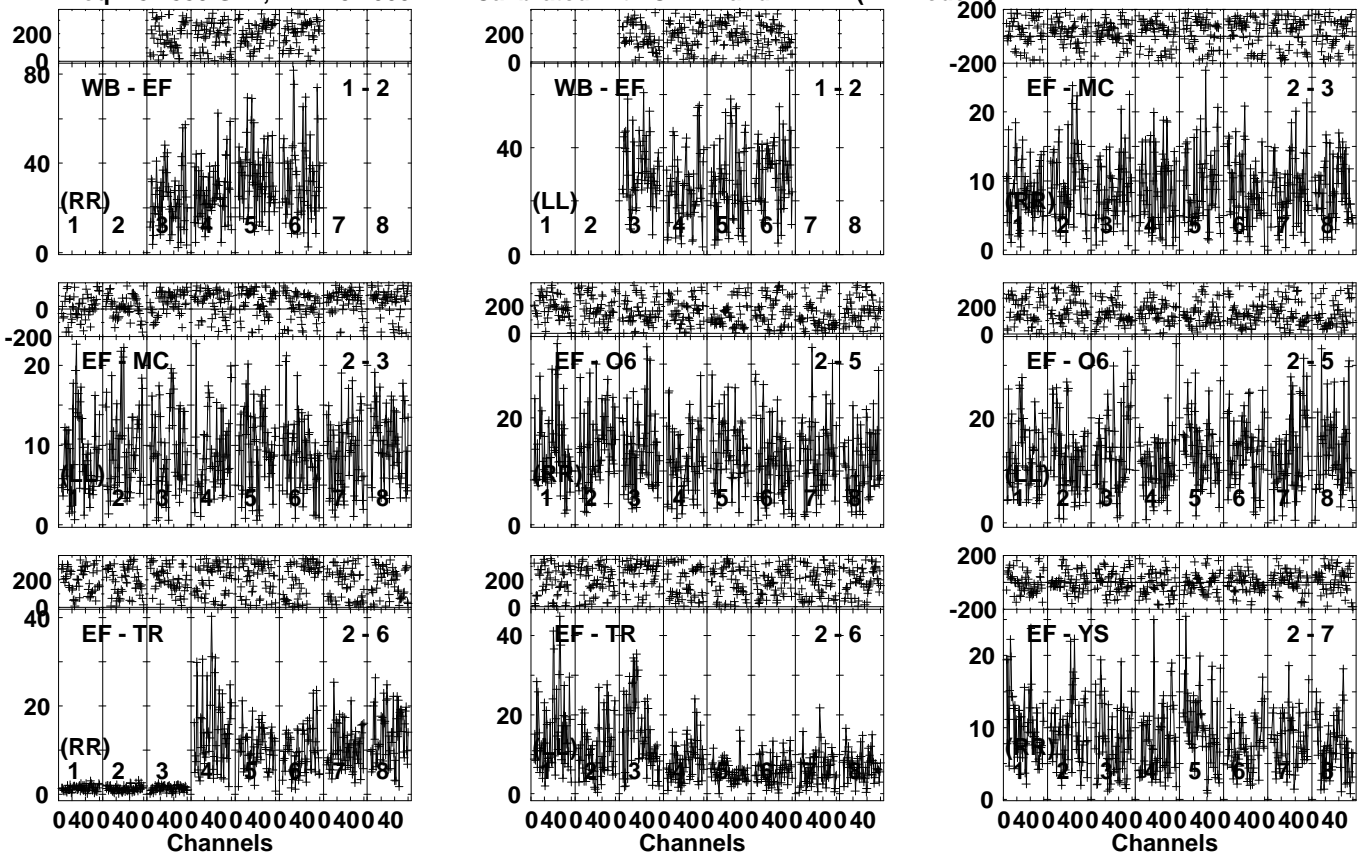 200 0 200 0 200 -200
80 40 0 WB - EF 1 - 2 (RR) 1 2 3 4 5 6 7 8
40 0 WB - EF 1 - 2 (LL) 1 2 3 4 5 6 7 8
20 10 0 EF - MC 2 - 3 (RR) 1 2 3 4 5 6 7 8
0 -200 200 0 200 0
20 10 0 EF - MC 2 - 3 (LL) 1 2 3 4 5 6 7 8
20 0 EF - O6 2 - 5 (RR) 1 2 3 4 5 6 7 8
20 0 EF - O6 2 - 5 (LL) 1 2 3 4 5 6 7 8
200 0 200 0 200 -200
40 20 0 EF - TR 2 - 6 (RR) 1 2 3 4 5 6 7 8
40 20 0 EF - TR 2 - 6 (LL) 1 2 3 4 5 6 7 8
20 10 0 EF - YS 2 - 7 (RR) 1 2 3 4 5 6 7 8
0 40 0 40 0 40 0 40 0 40 0 40 0 40 0 40
0 40 0 40 0 40 0 40 0 40 0 40 0 40 0 40
0 40 0 40 0 40 0 40 0 40 0 40 0 40 0 40
Channels Channels Channels